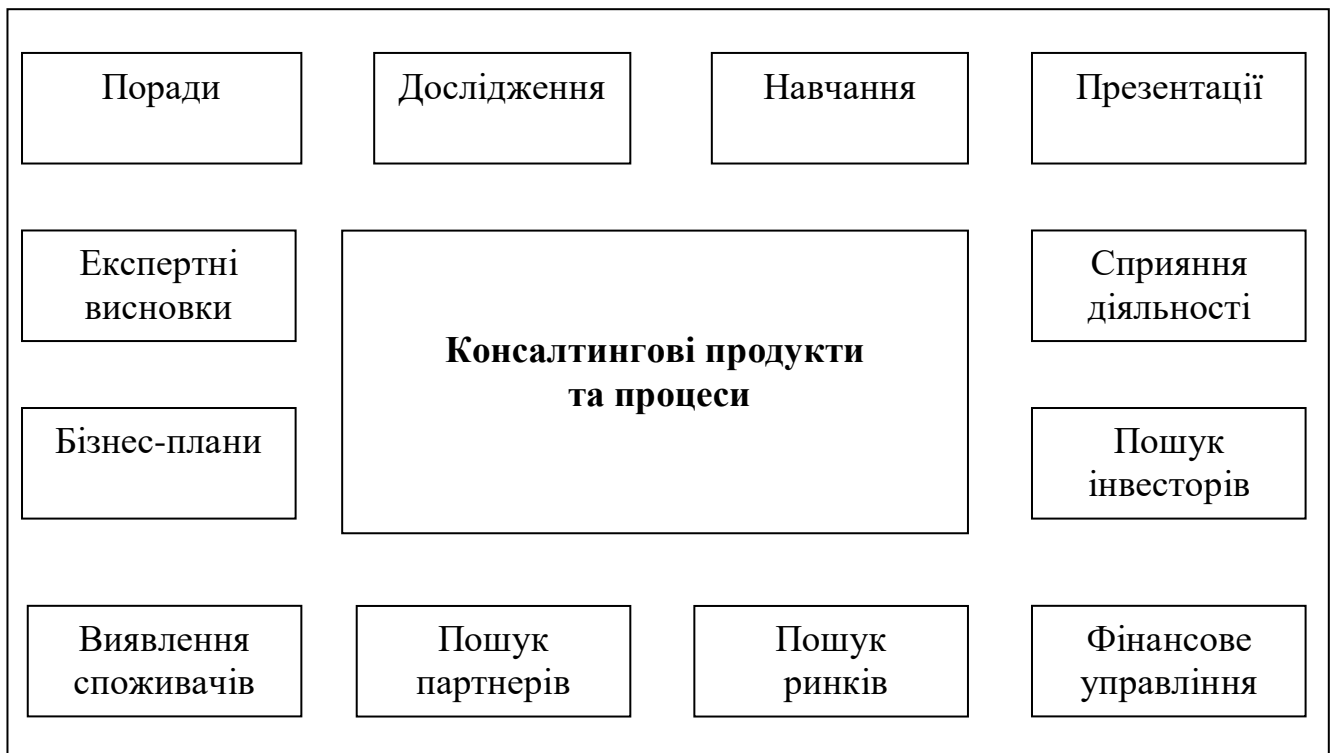 Поради
Дослідження
Навчання
Презентації
Експертні
висновки
Консалтингові продукти
та процеси
Сприяння
діяльності
Бізнес-плани
Пошук
інвесторів
Виявлення
споживачів
Пошук
партнерів
Пошук
ринків
Фінансове
управління